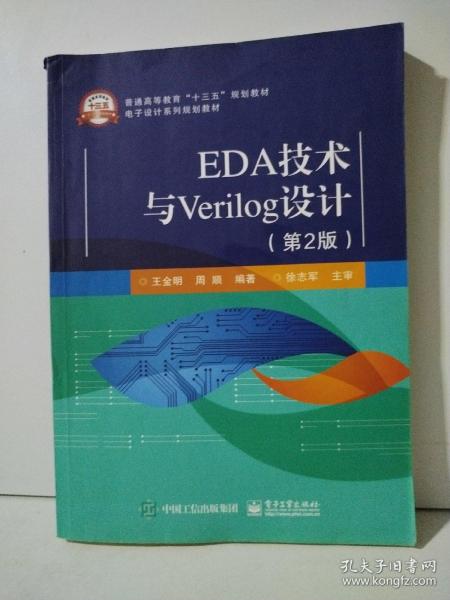 十三五
普通高等教育“十三五”规划教材
电子设计系列规划教材
EDA技术
与Verilog设计
（第2版）
王金明 周顺 编著 徐志军 主审
中国工信出版集团 电子工业出版社
孔夫子旧书网
www.kongfz.com